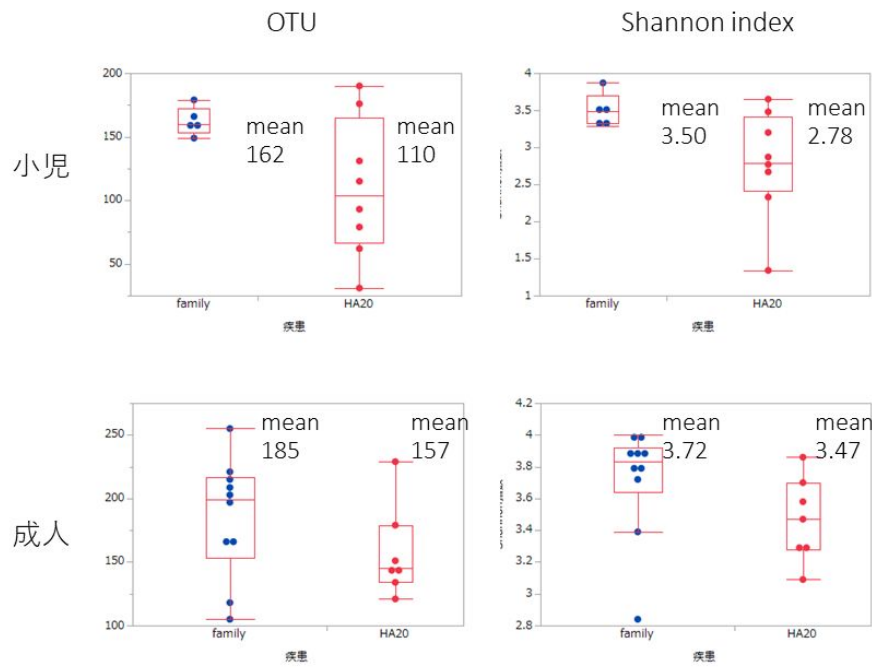 OTU
Shannon index
小児
200
150
100
50
mean
162
mean
110
family
HA20
疾患
4
3.5
3
2.5
2
1.5
1
mean
3.50
mean
2.78
family
HA20
疾患
成人
250
200
150
100
mean
185
mean
157
family
HA20
疾患
4.2
4
3.8
3.6
3.4
3.2
3
2.8
mean
3.72
mean
3.47
family
HA20
疾患